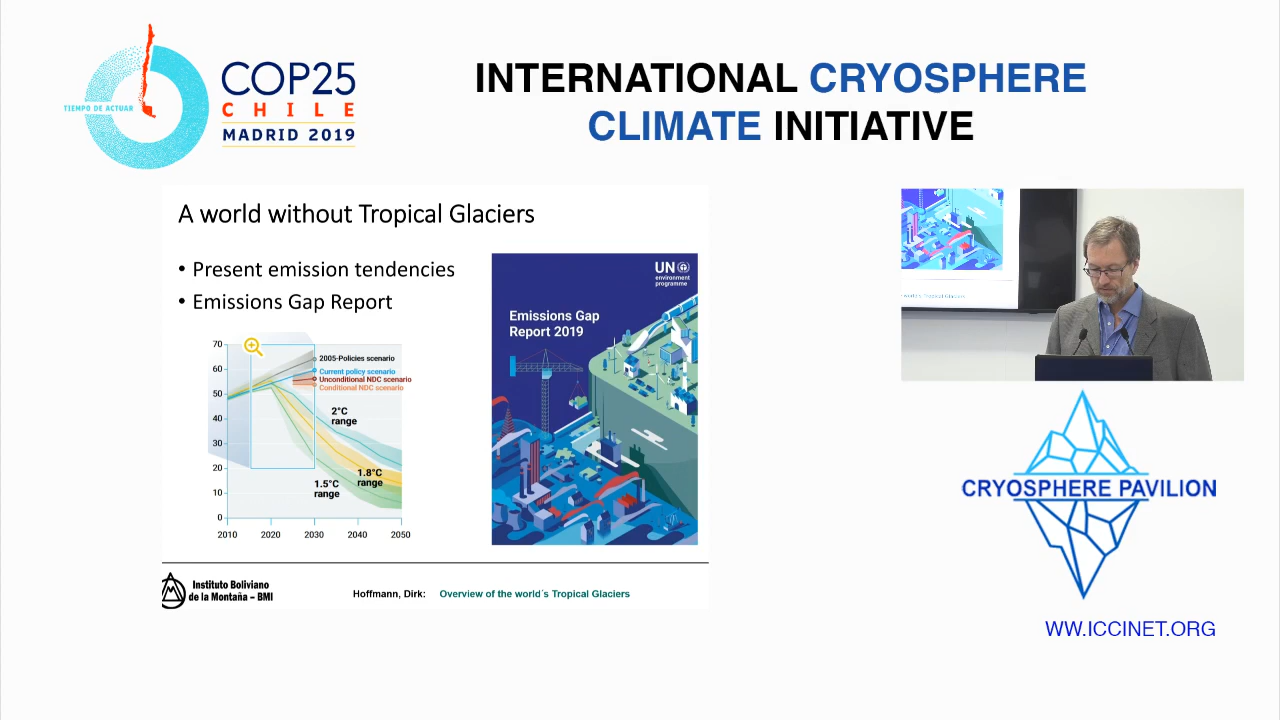 TIEMPO DE ACTUAR
COP25
CHILE
MADRID 2019
INTERNATIONAL CRYOSPHERE
CLIMATE INITIATIVE
A world without Tropical Glaciers
• Present emission tendencies
• Emissions Gap Report
70
60
50
40
30
20
10
0
2010 2020 2030 2040 2050
2005-Policies scenario
Current policy scenario
Unconditional NDC scenario
Conditional NDC scenario
2°C
range
1.8°C
range
1.5°C
range
UN
environment
programme
Emissions Gap
Report 2019
Instituto Boliviano
de la Montaña – BMI
Hoffmann, Dirk: Overview of the world´s Tropical Glaciers
world´s Tropical Glaciers
CRYOSPHERE PAVILION
WW.ICCINET.ORG